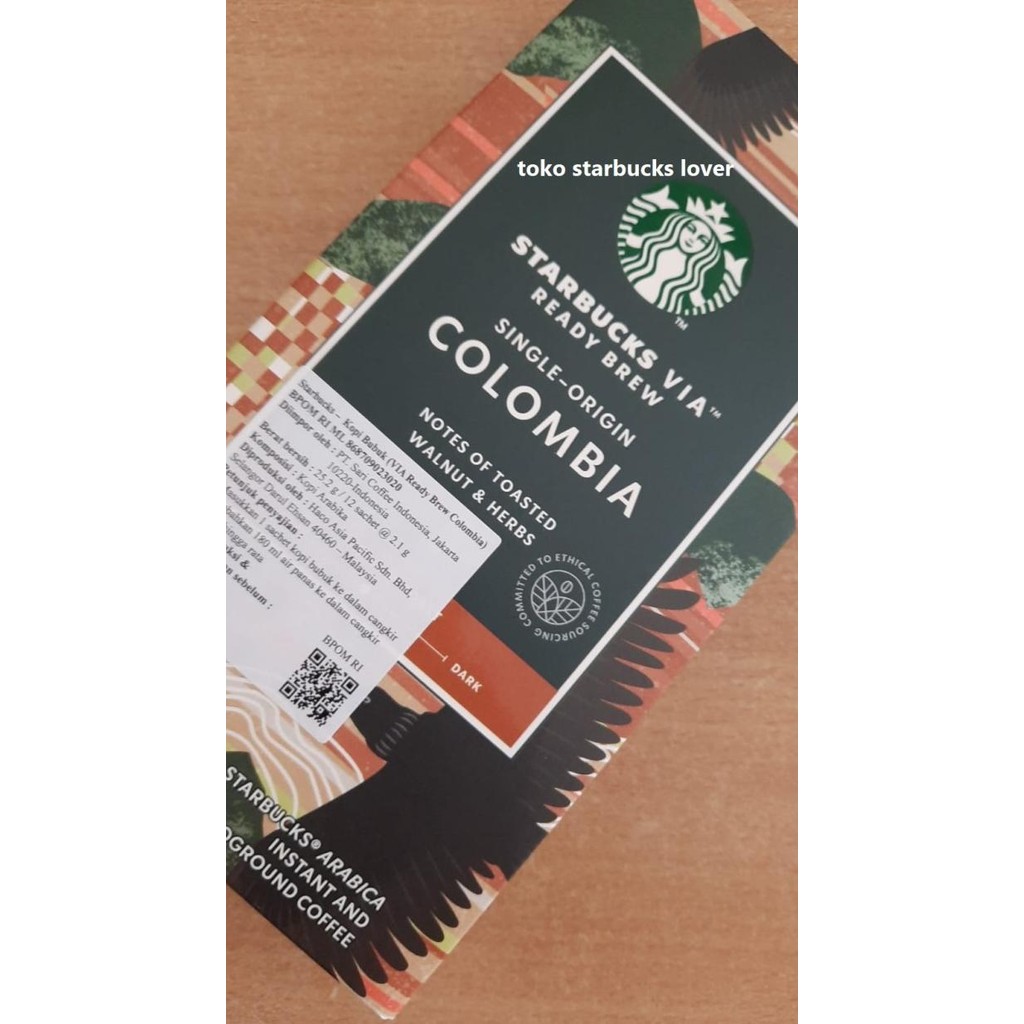 toko starbucks lover
STARBUCKS VIA™
READY BREW
SINGLE-ORIGIN
COLOMBIA
NOTES OF TOASTED
WALNUT & HERBS
COMMITTED TO ETHICAL COFFEE SOURCING
DARK
TM
Starbucks – Kopi Bubuk (VIA Ready Brew Colombia)
BPOM RI ML 868709023020
Diimpor oleh : PT. Sari Coffee Indonesia, Jakarta
10220-Indonesia
Berat bersih : 25.2 g / 12 sachet @ 2.1 g
Komposisi : Kopi Arabika
Diproduksi oleh : Haco Asia Pacific Sdn. Bhd,
Selangor Darul Ehsan 40460 – Malaysia
penyajian :
1 sachet kopi bubuk ke dalam cangkir
180 ml air panas ke dalam cangkir
rata
&
sebelum :
BPOM RI
STARBUCKS® ARABICA
INSTANT AND
COFFEE